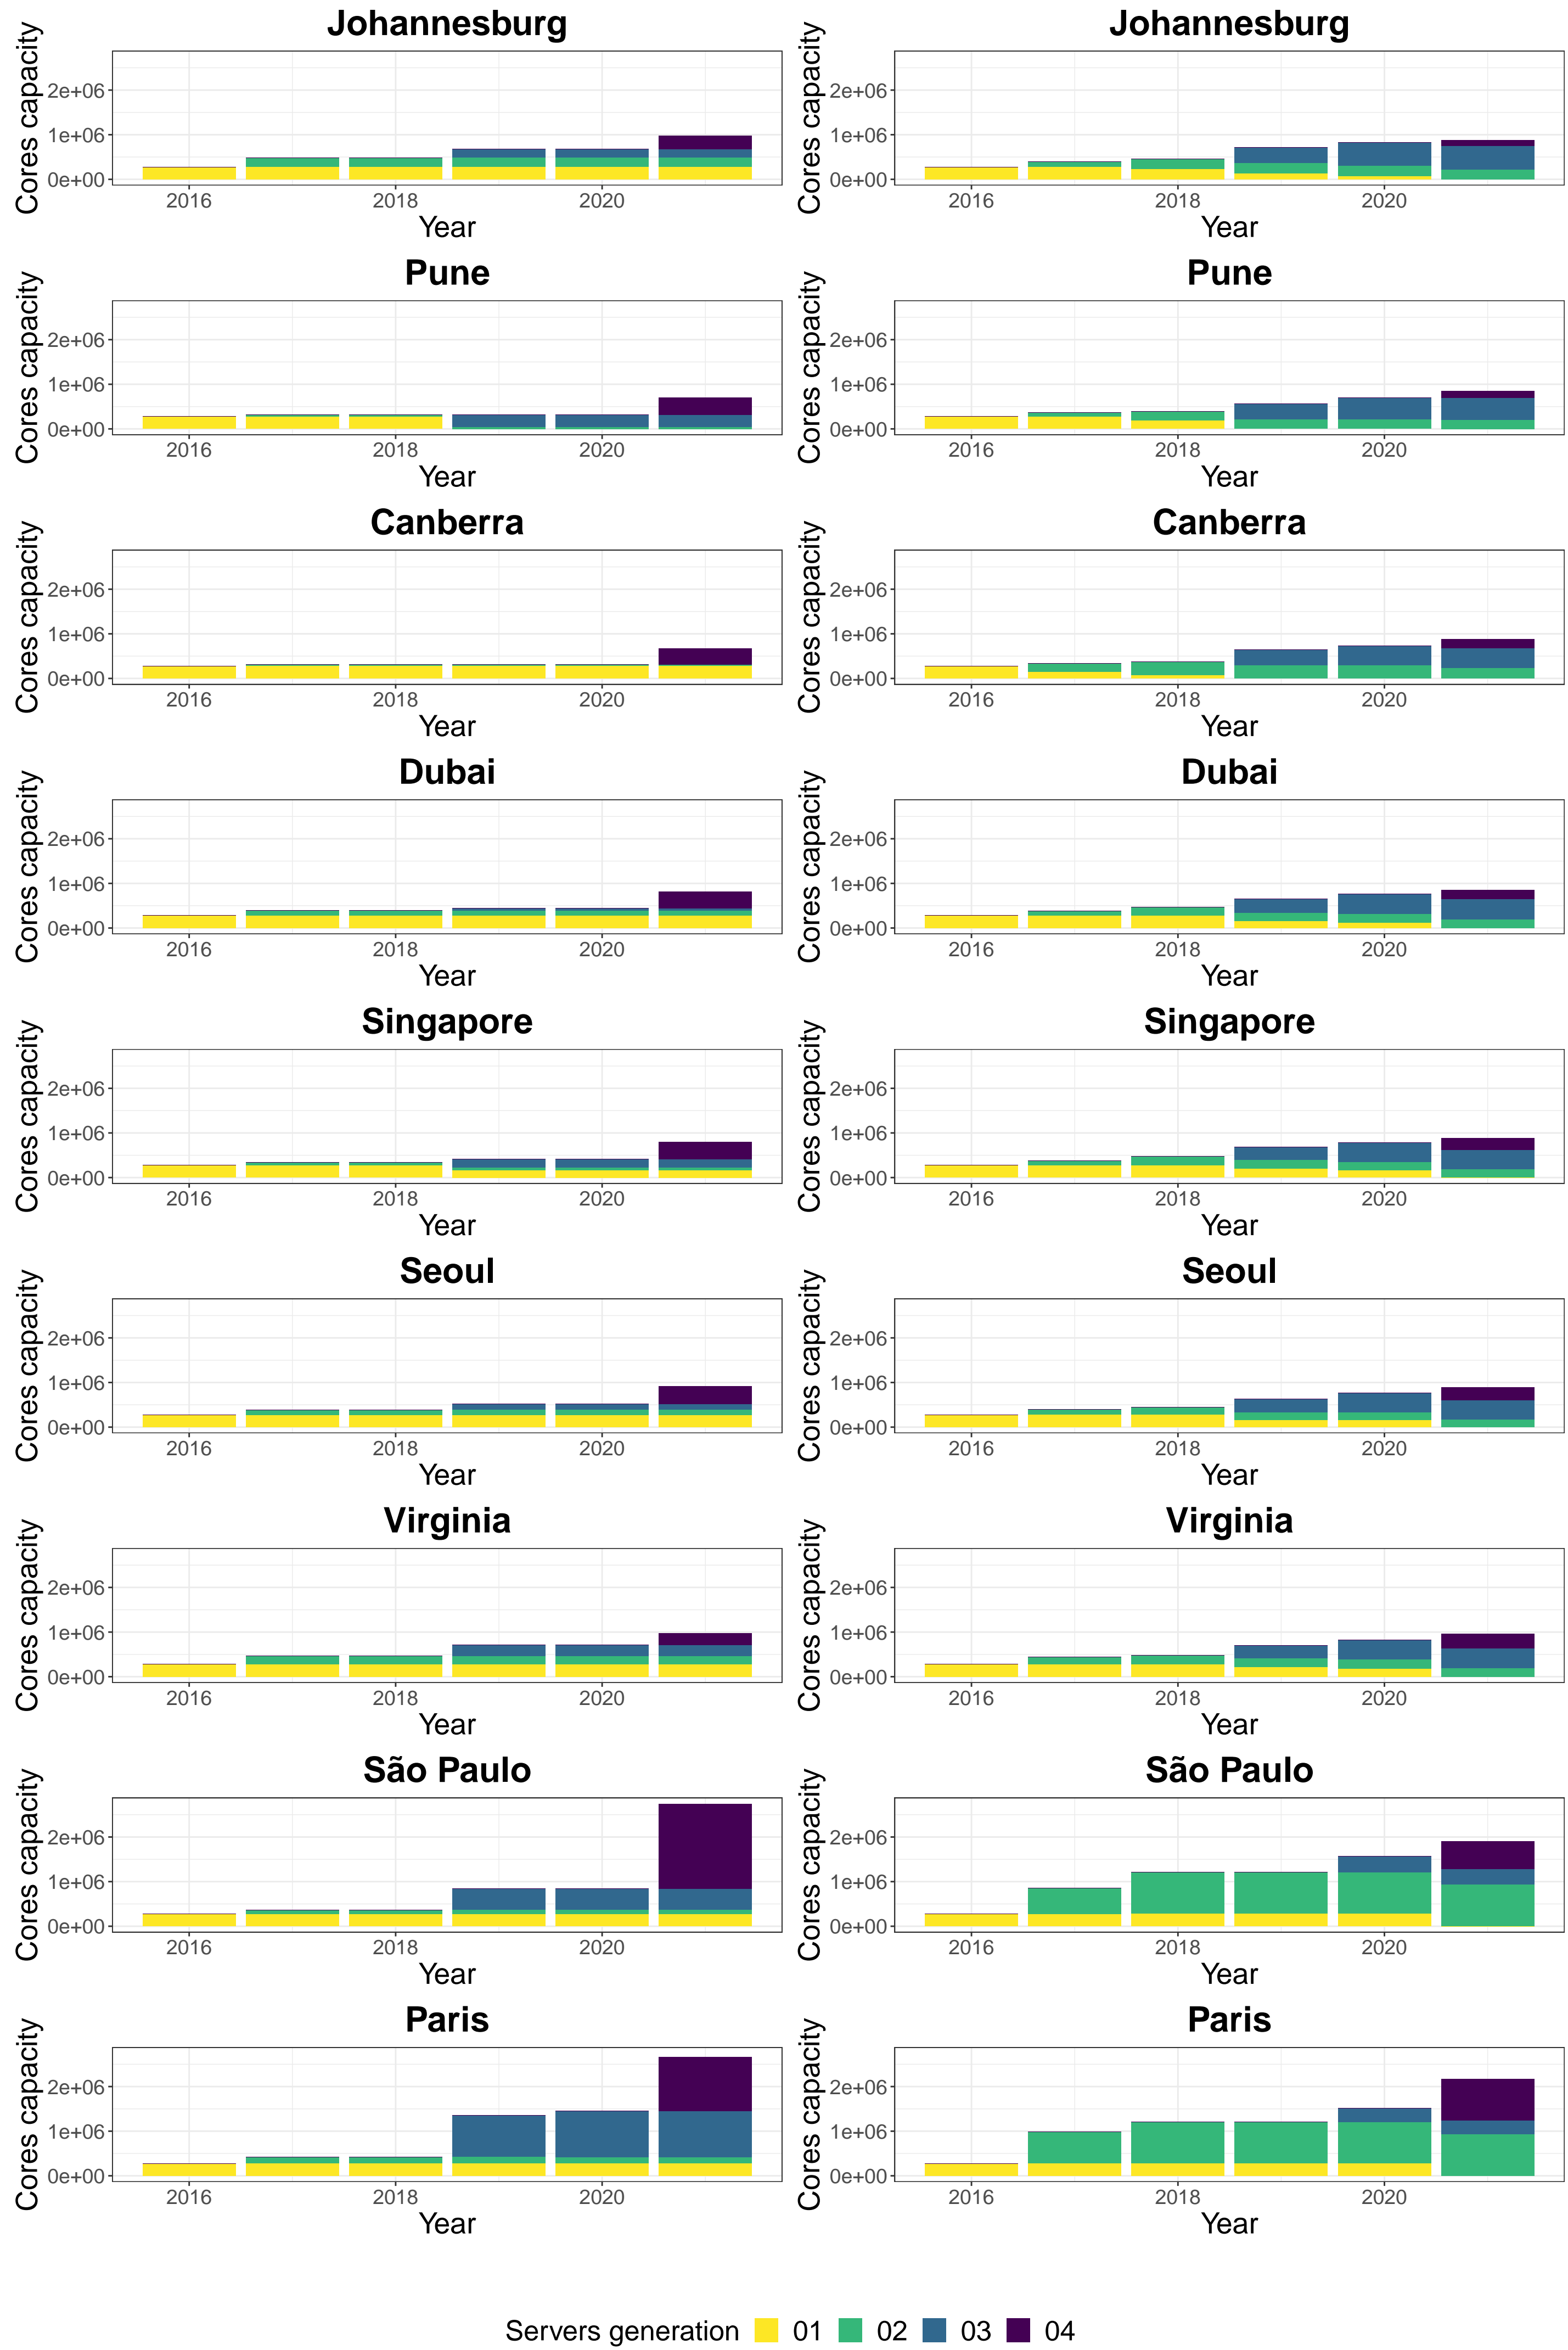 Johannesburg
Cores capacity
2e+06
1e+06
0e+00
2016 2018 2020
Year
Johannesburg
Cores capacity
2e+06
1e+06
0e+00
2016 2018 2020
Year
Pune
Cores capacity
2e+06
1e+06
0e+00
2016 2018 2020
Year
Pune
Cores capacity
2e+06
1e+06
0e+00
2016 2018 2020
Year
Canberra
Cores capacity
2e+06
1e+06
0e+00
2016 2018 2020
Year
Canberra
Cores capacity
2e+06
1e+06
0e+00
2016 2018 2020
Year
Dubai
Cores capacity
2e+06
1e+06
0e+00
2016 2018 2020
Year
Dubai
Cores capacity
2e+06
1e+06
0e+00
2016 2018 2020
Year
Singapore
Cores capacity
2e+06
1e+06
0e+00
2016 2018 2020
Year
Singapore
Cores capacity
2e+06
1e+06
0e+00
2016 2018 2020
Year
Seoul
Cores capacity
2e+06
1e+06
0e+00
2016 2018 2020
Year
Seoul
Cores capacity
2e+06
1e+06
0e+00
2016 2018 2020
Year
Virginia
Cores capacity
2e+06
1e+06
0e+00
2016 2018 2020
Year
Virginia
Cores capacity
2e+06
1e+06
0e+00
2016 2018 2020
Year
São Paulo
Cores capacity
2e+06
1e+06
0e+00
2016 2018 2020
Year
São Paulo
Cores capacity
2e+06
1e+06
0e+00
2016 2018 2020
Year
Paris
Cores capacity
2e+06
1e+06
0e+00
2016 2018 2020
Year
Paris
Cores capacity
2e+06
1e+06
0e+00
2016 2018 2020
Year
Servers generation 01 02 03 04